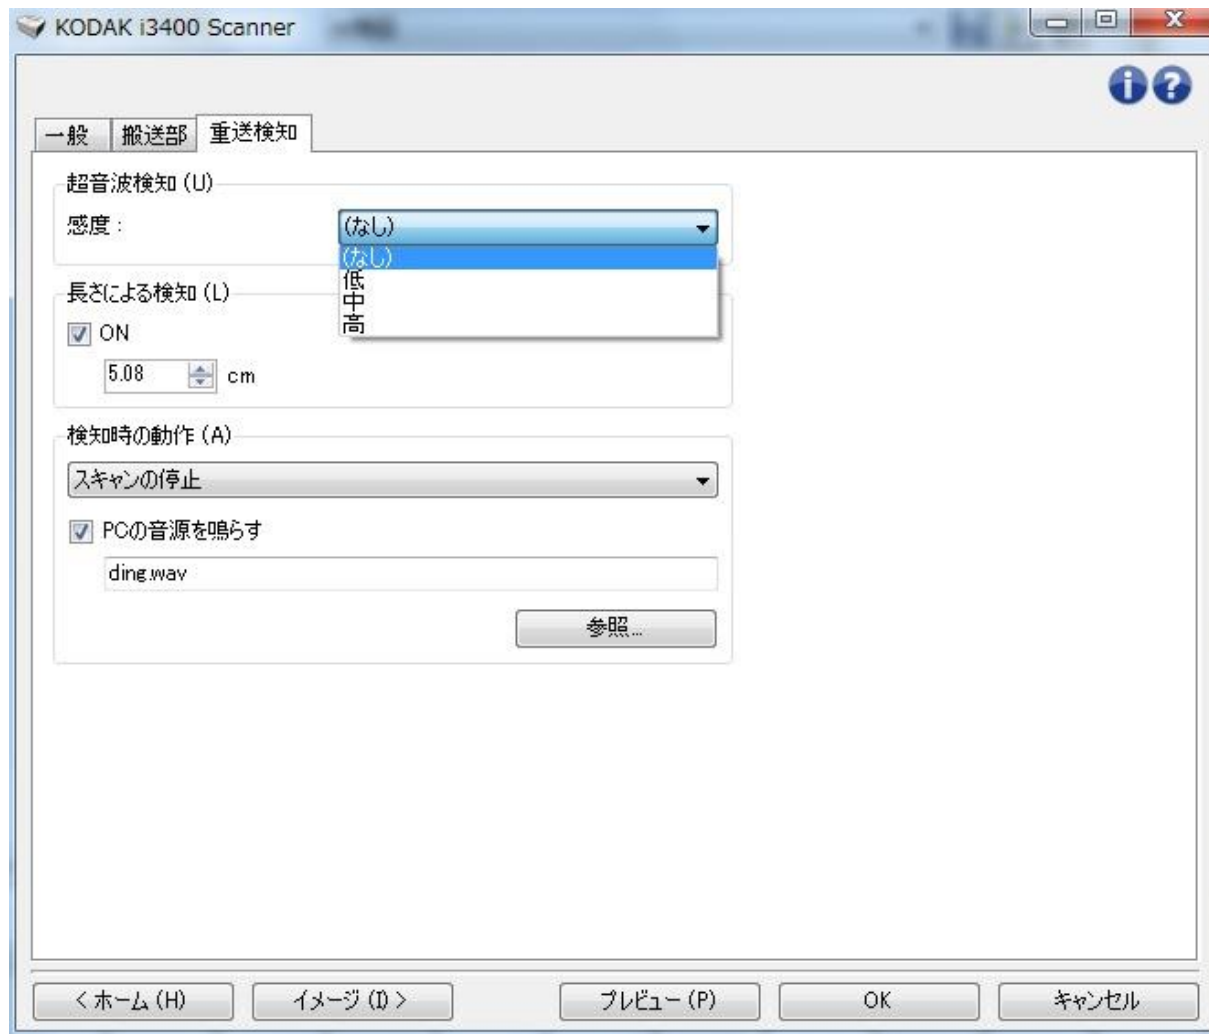 KODAK i3400 Scanner
一般 搬送部 重送検知
超音波検知 (U)
感度 : (なし)
(なし)
低
中
高
長さによる検知 (L)
ON
5.08 cm
検知時の動作 (A)
スキャンの停止
PCの音源を鳴らす
ding.wav
参照...
< ホーム (H) イメージ (I) > プレビュー (P) OK キャンセル